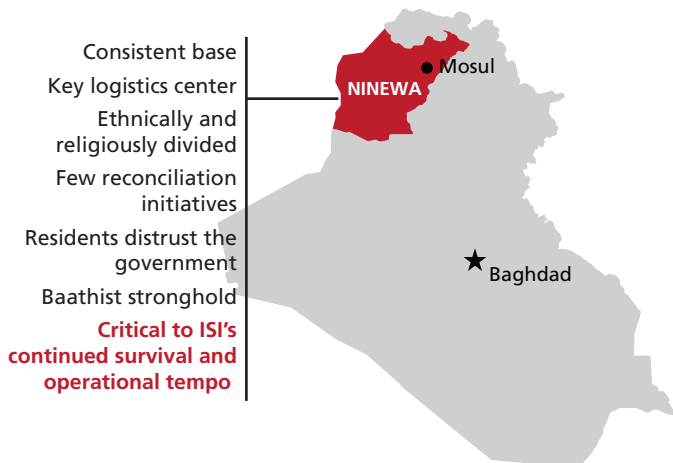 Consistent base
Key logistics center
Ethnically and
religiously divided
Few reconciliation
initiatives
Residents distrust the
government
Baathist stronghold
Critical to ISI’s
continued survival and
operational tempo
NINEWA
Mosul
Baghdad